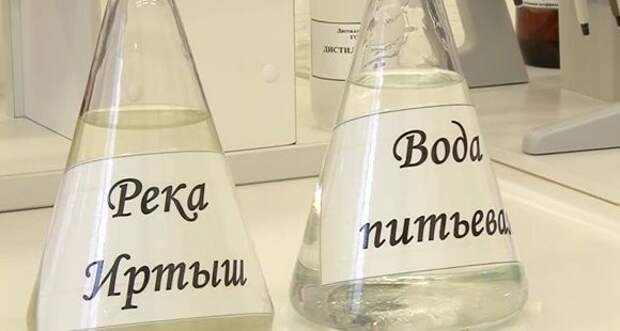 Река
Иртыш
Вода
питьевая